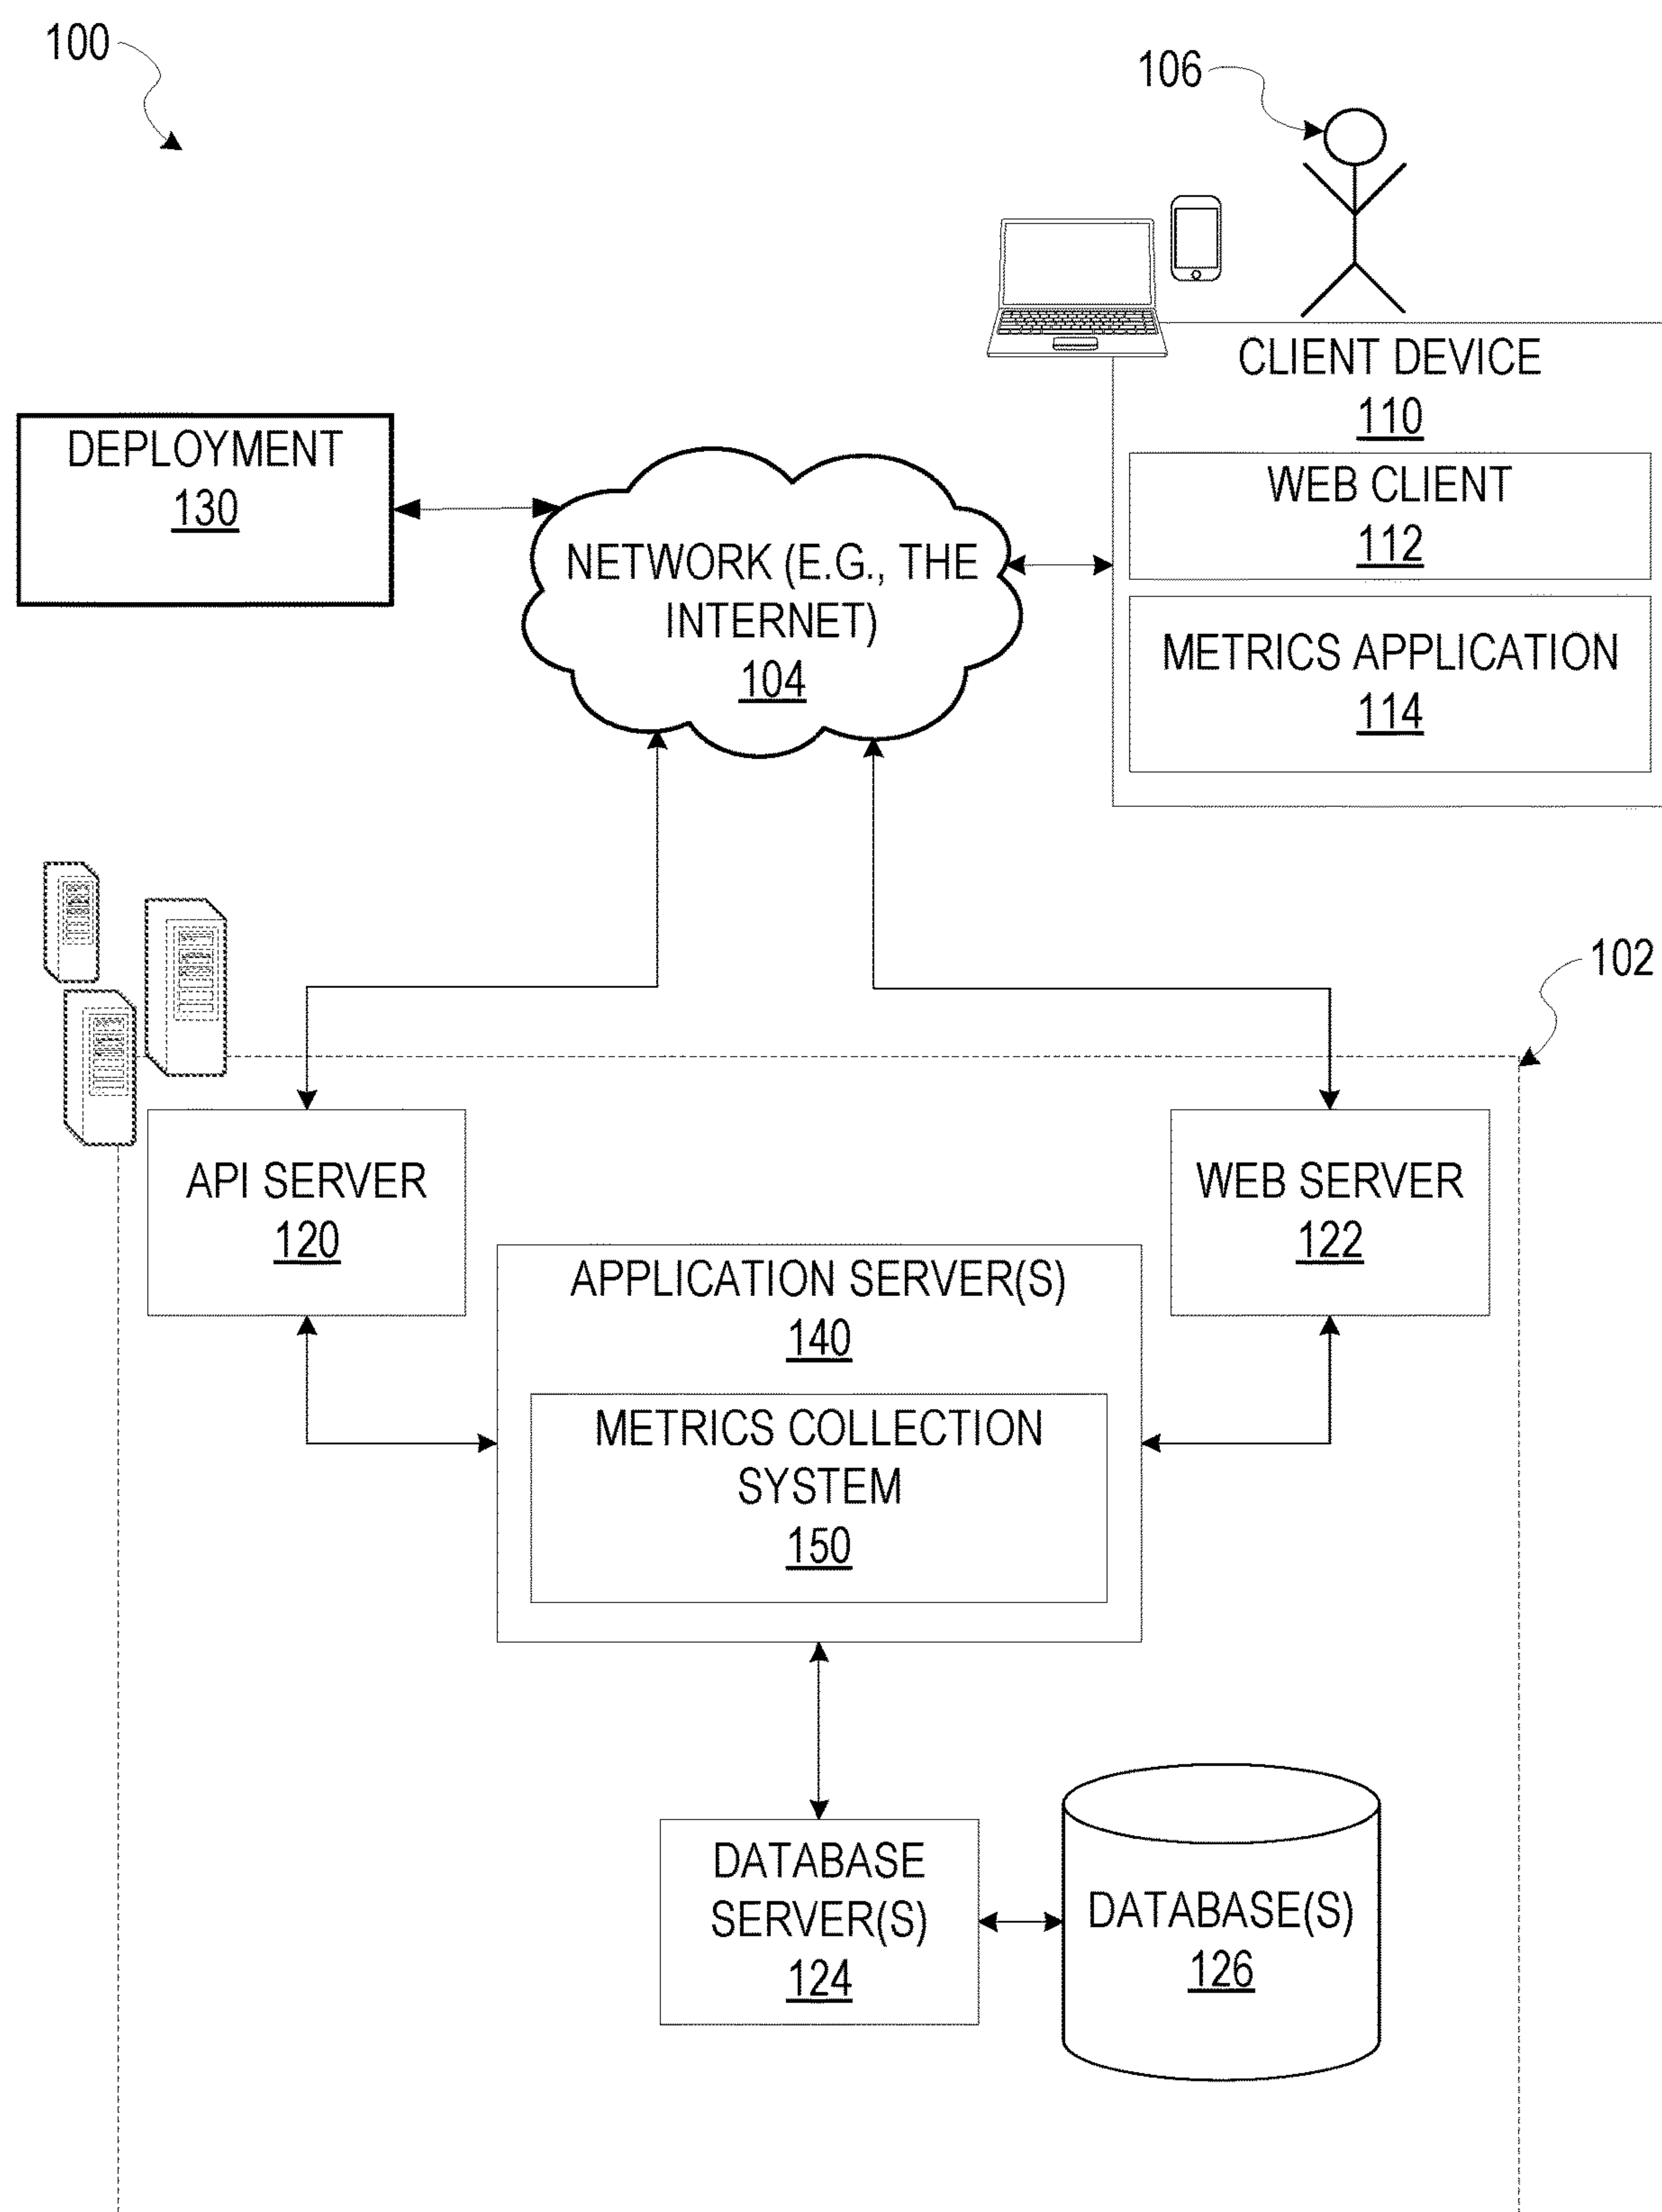 100
106
CLIENT DEVICE
110
WEB CLIENT
112
METRICS APPLICATION
114
DEPLOYMENT
130
NETWORK (E.G., THE
INTERNET)
104
102
API SERVER
120
WEB SERVER
122
APPLICATION SERVER(S)
140
METRICS COLLECTION
SYSTEM
150
DATABASE
SERVER(S)
124
DATABASE(S)
126